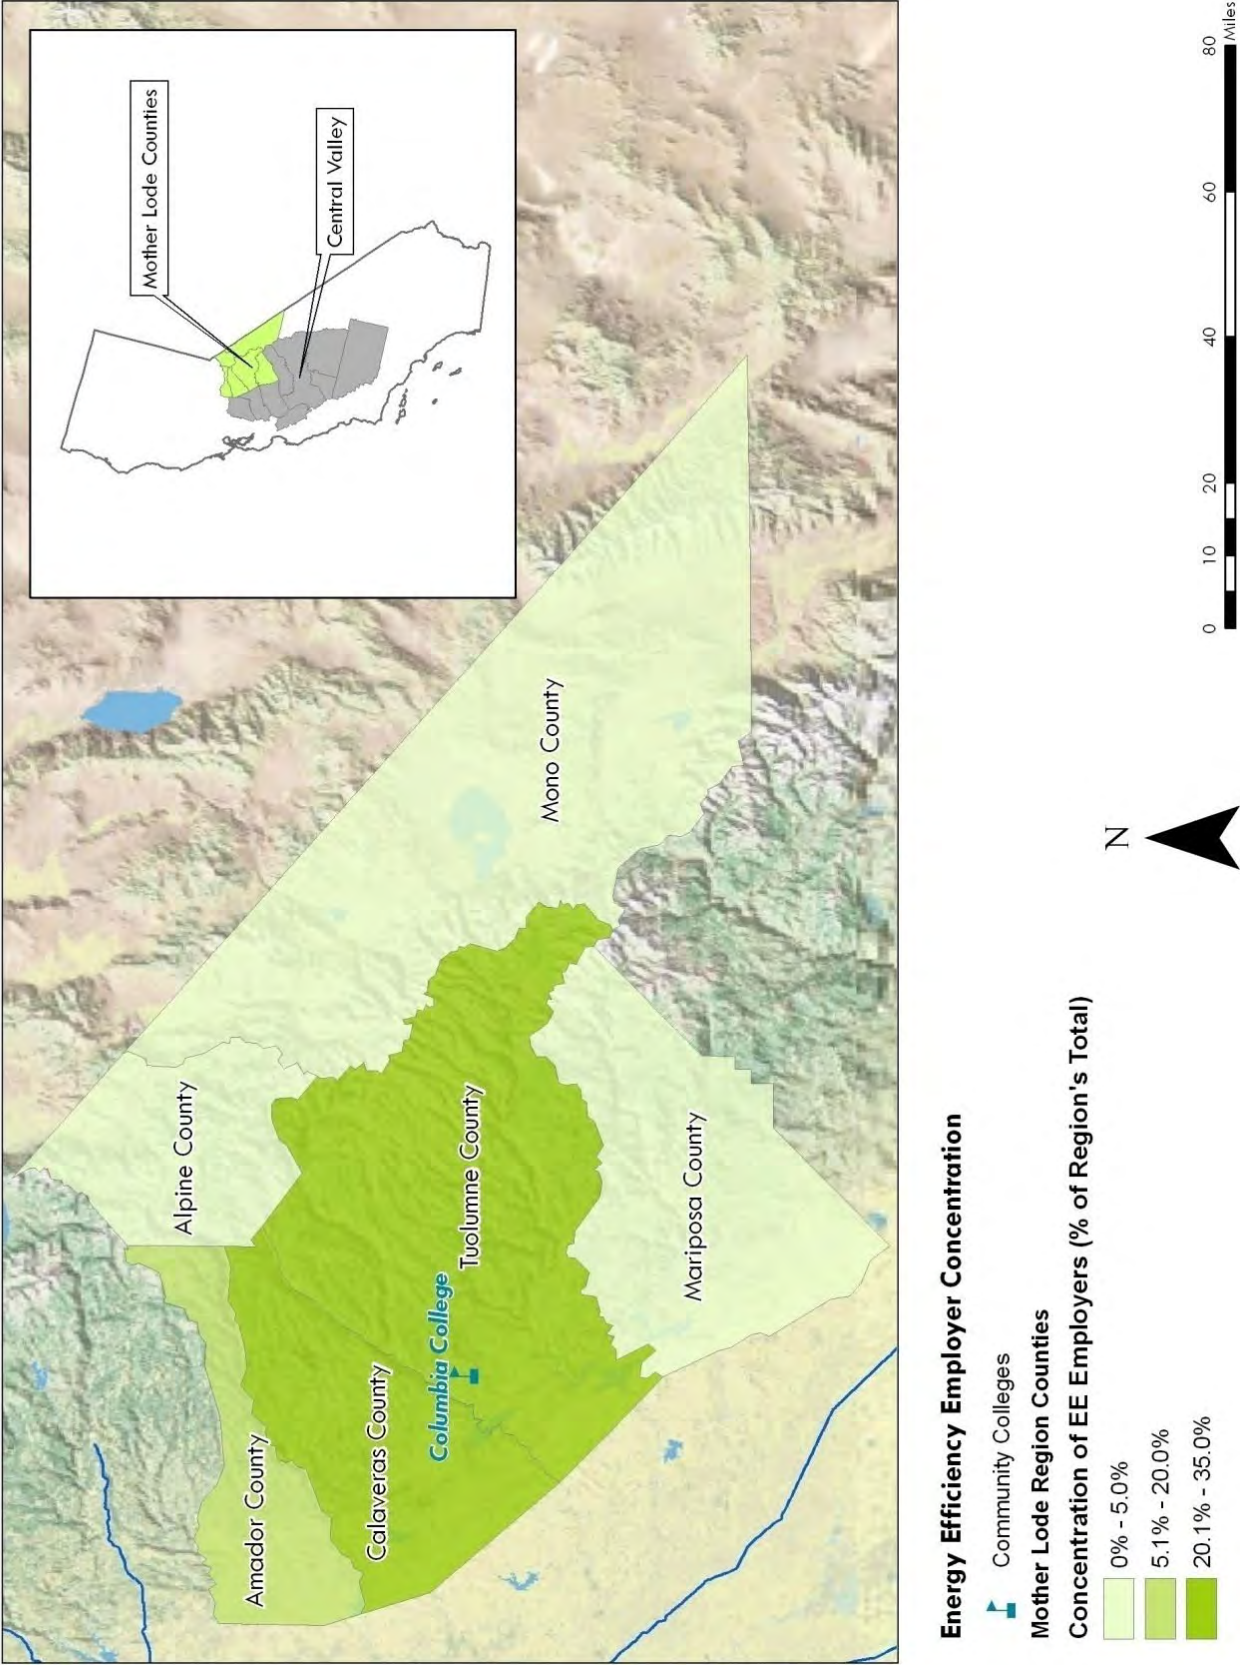 Mother Lode Counties
Central Valley
Alpine County
Amador County
Calaveras County
Columbia College
Tuolumne County
Mono County
Mariposa County
Energy Efficiency Employer Concentration
Community Colleges
Mother Lode Region Counties
Concentration of EE Employers (% of Region's Total)
0% - 5.0%
5.1% - 20.0%
20.1% - 35.0%
N
0 10 20 40 60 80
Miles